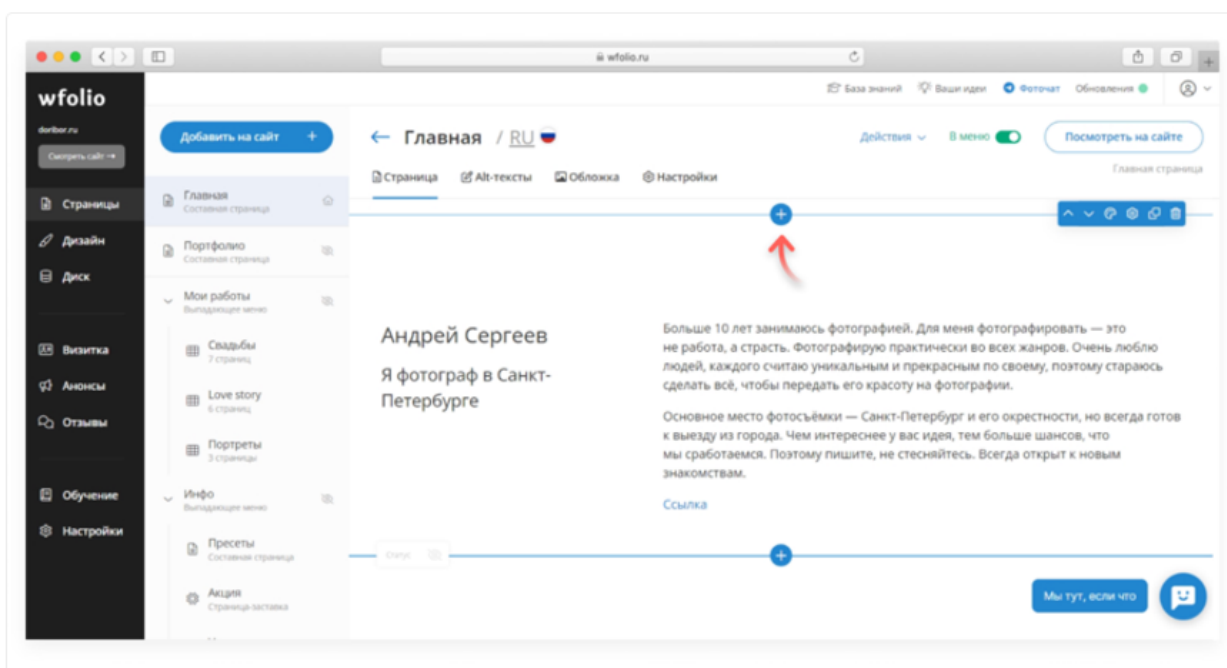 wfolio.ru
wfolio
База знаний
Ваши идеи
Фоточат
Обновления
doribor.ru
Смотреть сайт →
Добавить на сайт +
← Главная / RU
Действия
В меню
Посмотреть на сайте
Страница
Alt-тексты
Обложка
Настройки
Главная страница
Страницы
Дизайн
Диск
Визитка
Анонсы
Отзывы
Обучение
Настройки
Главная
Составная страница
Портфолио
Составная страница
Мои работы
Выпадающее меню
Свадьбы
7 страниц
Love story
6 страниц
Портреты
3 страницы
Инфо
Выпадающее меню
Пресеты
Составная страница
Акция
Страница-заставка
Андрей Сергеев
Я фотограф в Санкт-
Петербурге
Больше 10 лет занимаюсь фотографией. Для меня фотографировать — это
не работа, а страсть. Фотографирую практически во всех жанров. Очень люблю
людей, каждого считаю уникальным и прекрасным по своему, поэтому стараюсь
сделать всё, чтобы передать его красоту на фотографии.
Основное место фотосъёмки — Санкт-Петербург и его окрестности, но всегда готов
к выезду из города. Чем интереснее у вас идея, тем больше шансов, что
мы сработаемся. Поэтому пишите, не стесняйтесь. Всегда открыт к новым
знакомствам.
Ссылка
Мы тут, если что